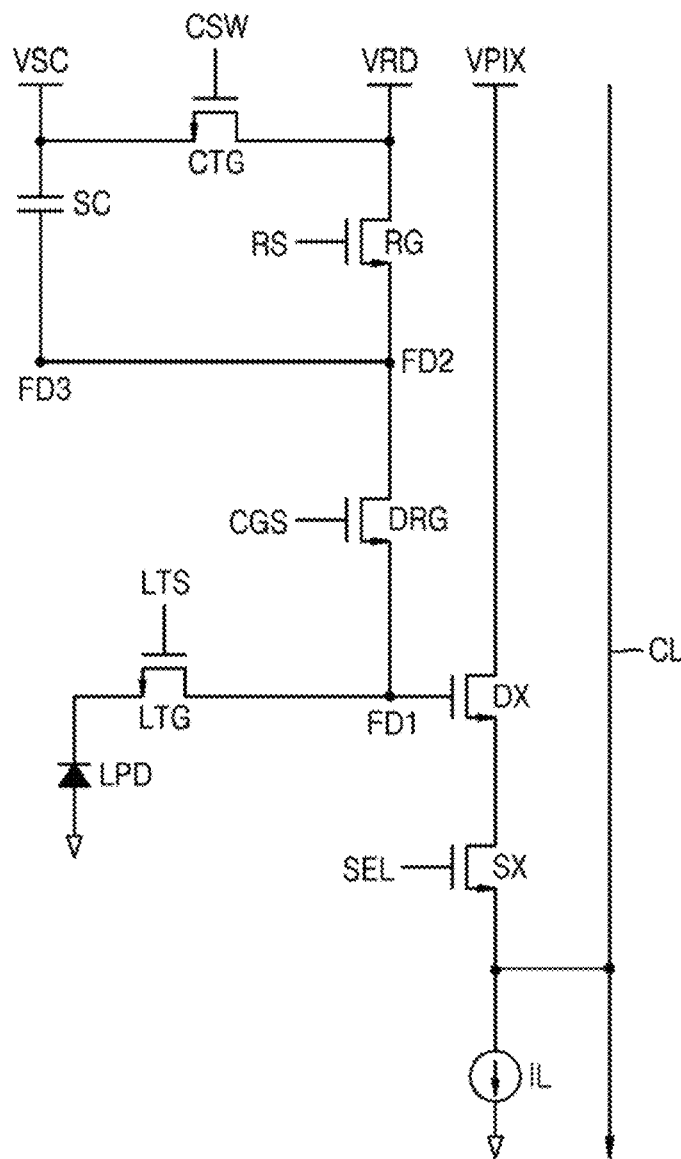 CSW
VSC VRD VPIX
CTG
SC
RS RG
FD3 FD2
CGS DRG
LTS
CL
LTG FD1 DX
LPD
SEL SX
IL